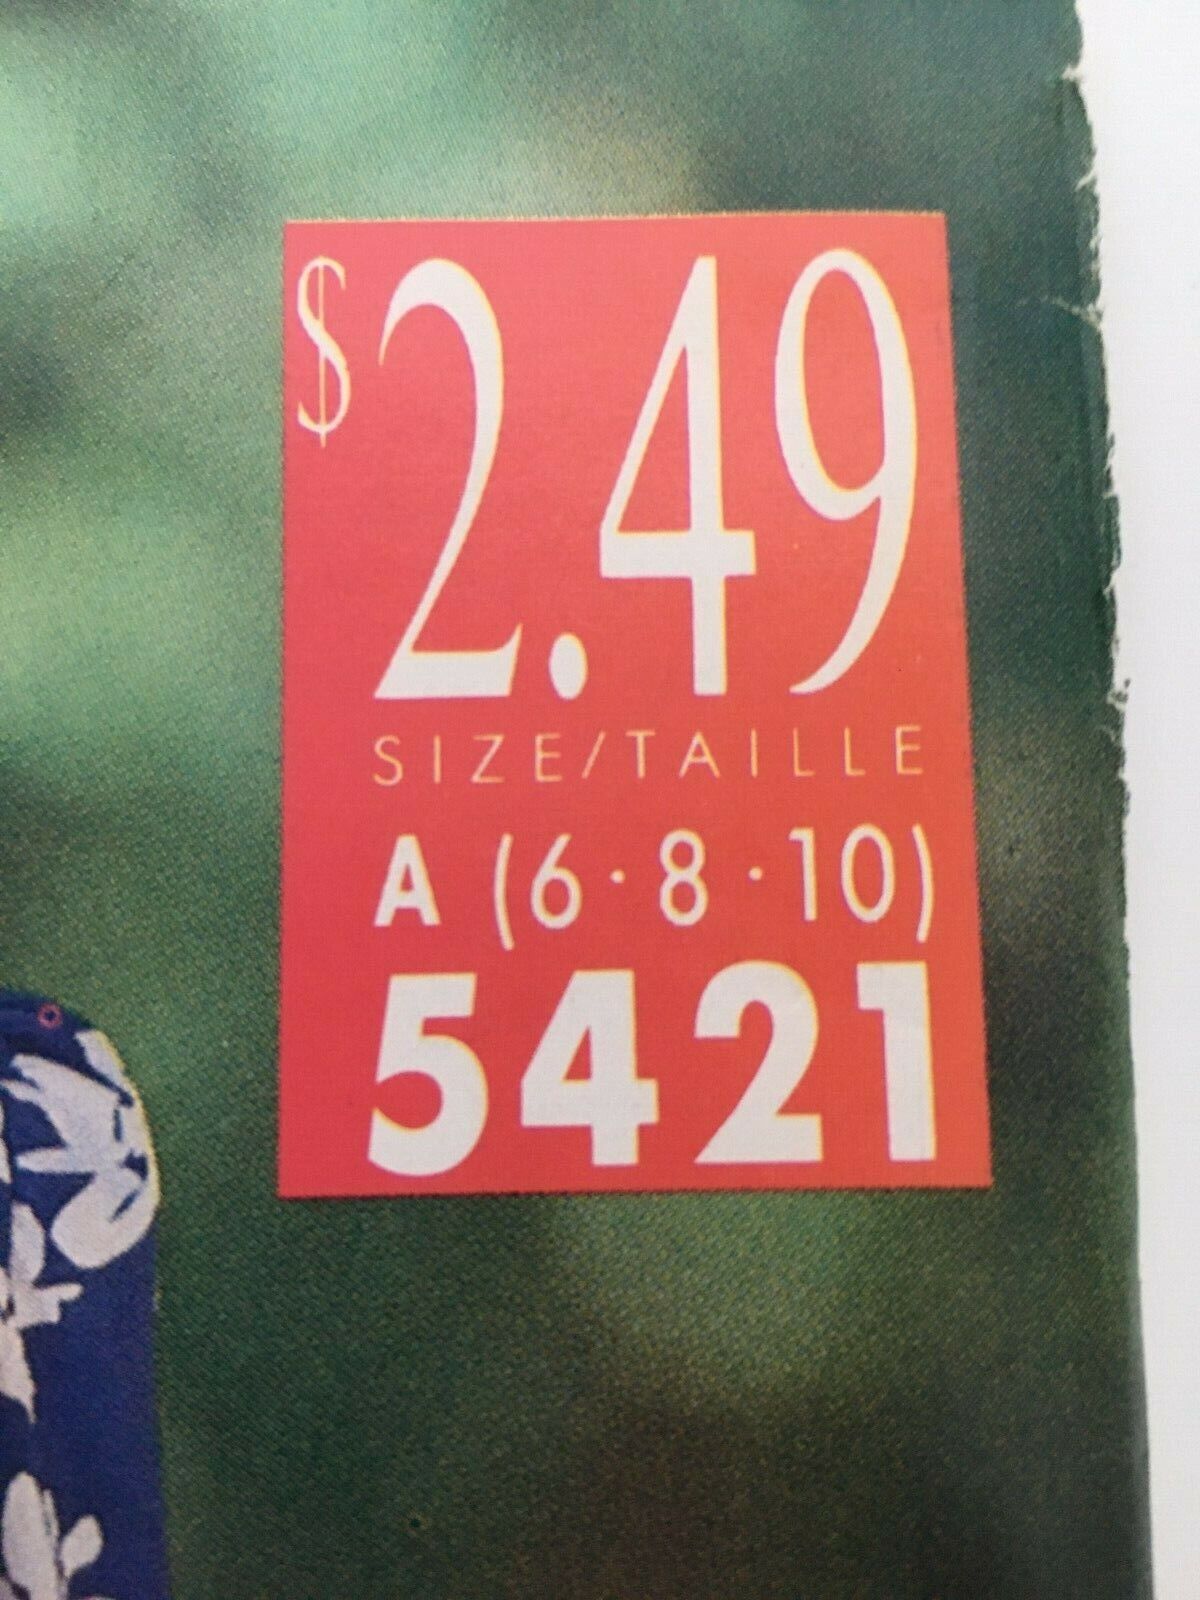 $2.49
SIZE/TAILLE
A (6·8·10)
5421